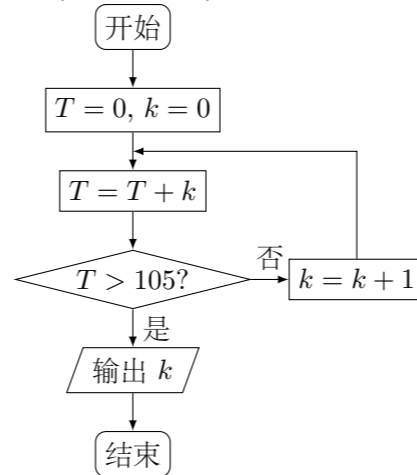 开始
T = 0, k = 0
T = T + k
T > 105?
否
k = k + 1
是
输出 k
结束